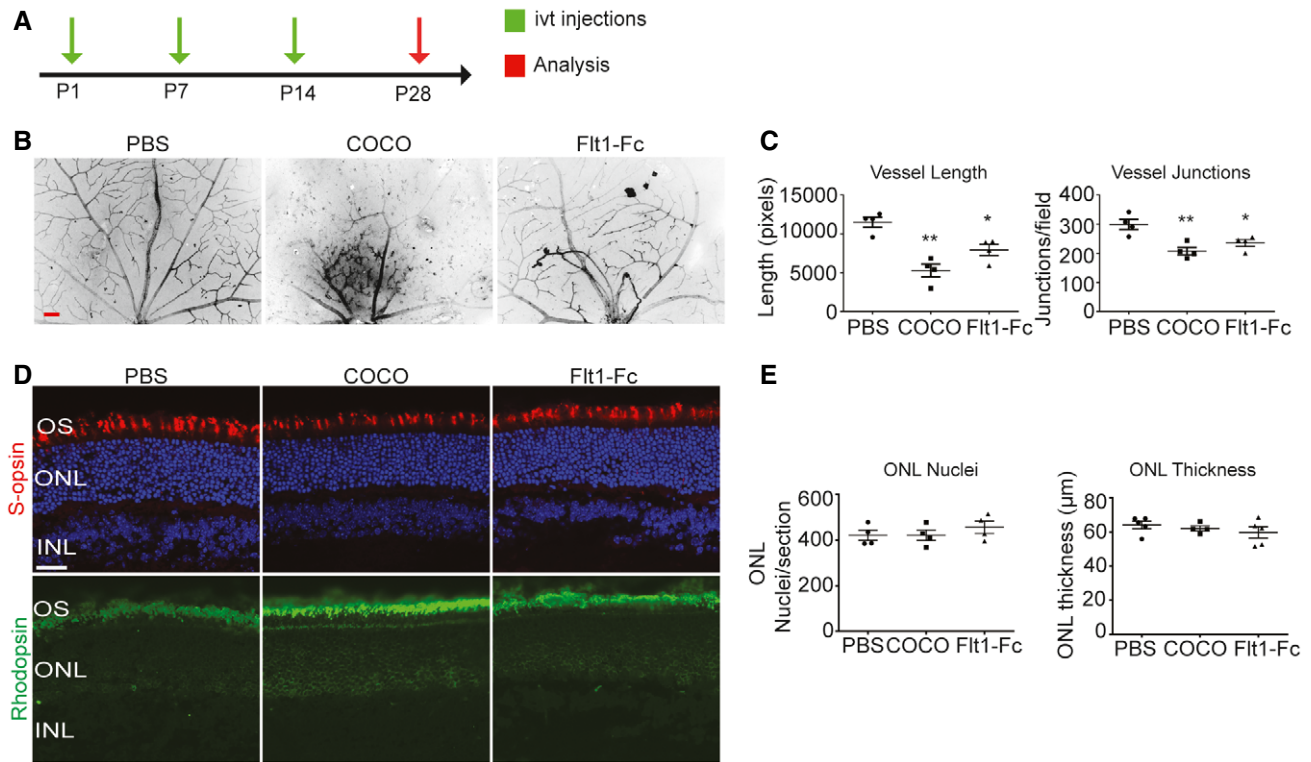 A
ivt injections
Analysis
P1 P7 P14 P28
B
PBS COCO Flt1-Fc
C
Vessel Length
Length (pixels)
15000
10000
5000
0
**
*
PBS COCO Flt1-Fc
Vessel Junctions
Junctions/field
400
300
200
100
0
**
*
PBS COCO Flt1-Fc
D
PBS COCO Flt1-Fc
S-opsin
OS
ONL
INL
Rhodopsin
OS
ONL
INL
E
ONL Nuclei
ONL
Nuclei/section
600
400
200
0
PBS COCO Flt1-Fc
ONL Thickness
ONL thickness (µm)
80
60
40
20
0
PBS COCO Flt1-Fc